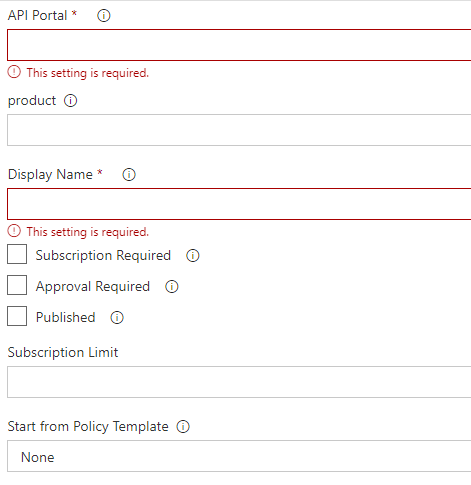 API Portal *
This setting is required.
product
Display Name *
This setting is required.
Subscription Required
Approval Required
Published
Subscription Limit
Start from Policy Template
None